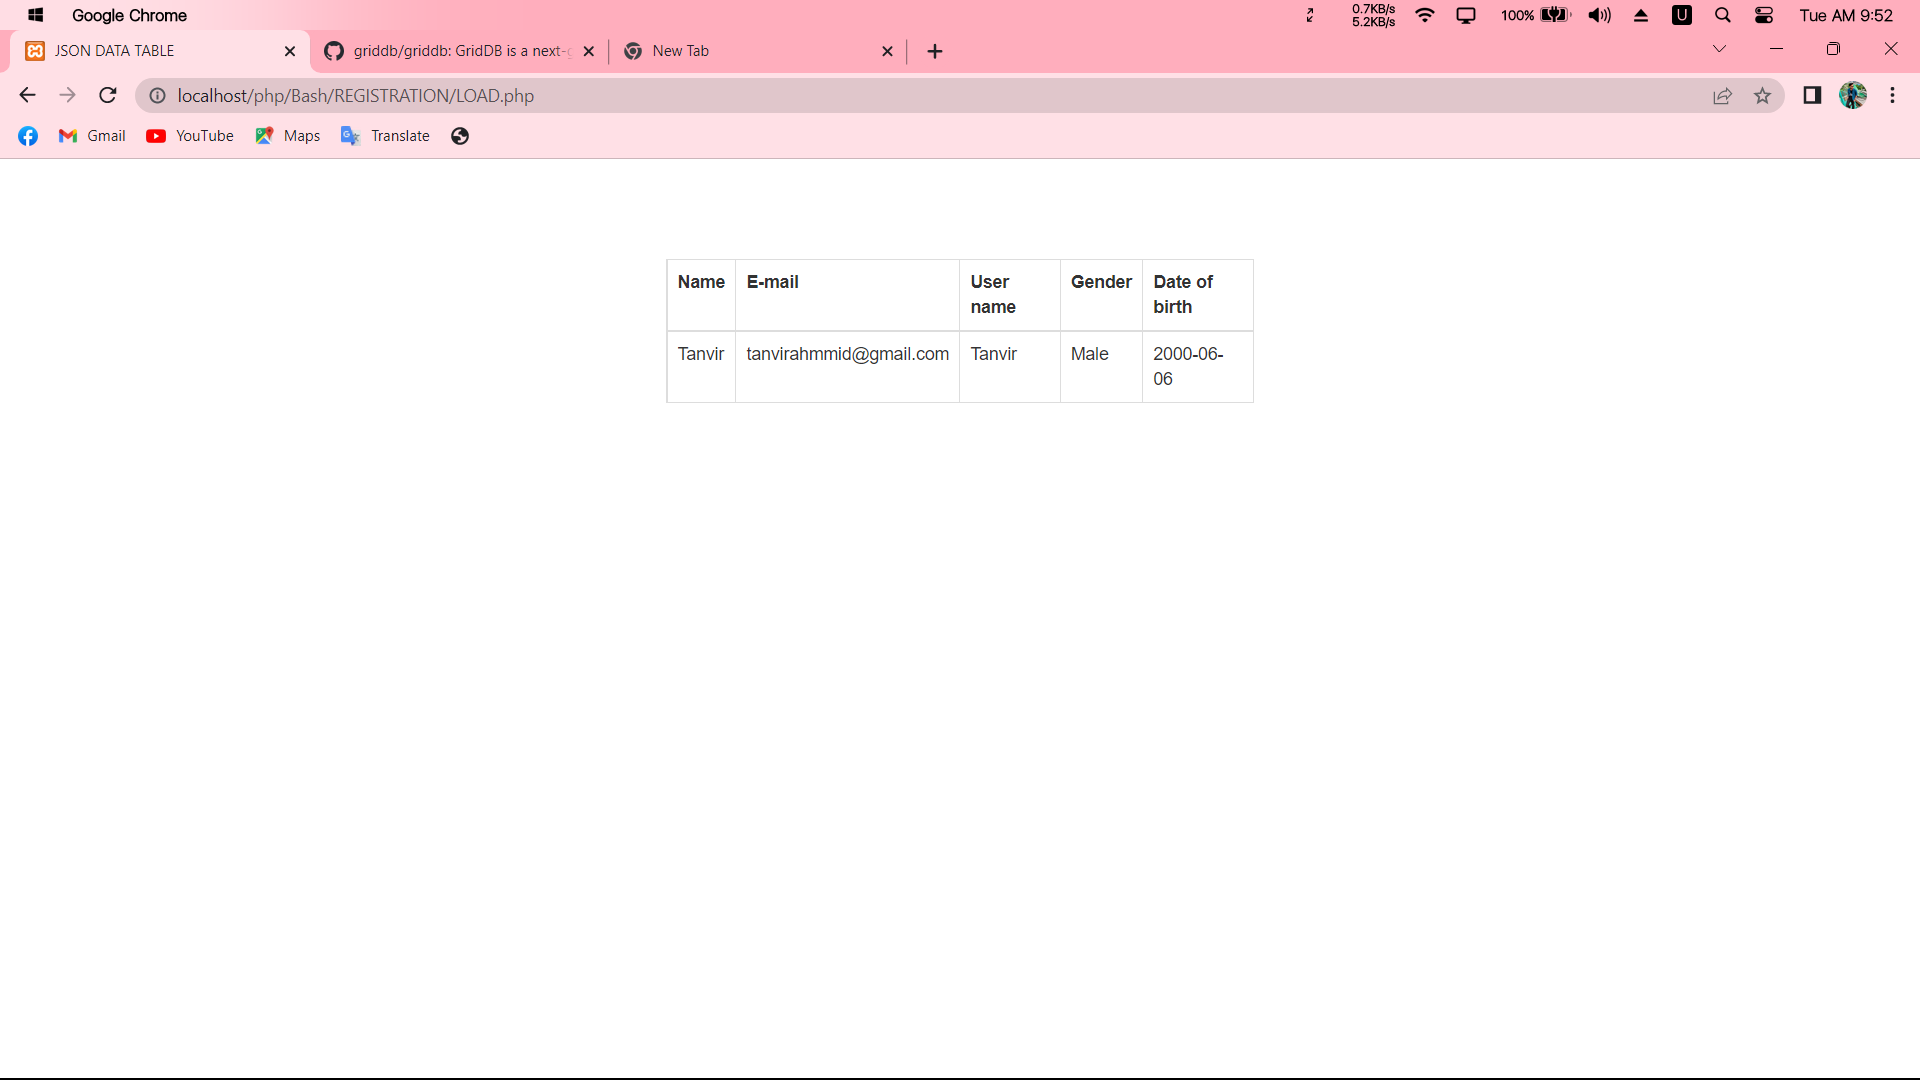 Google Chrome
0.7KB/s
5.2KB/s
100%
U
Tue AM 9:52
JSON DATA TABLE
griddb/griddb: GridDB is a next-
New Tab
localhost/php/Bash/REGISTRATION/LOAD.php
Gmail
YouTube
Maps
Translate
Name E-mail User name Gender Date of birth
Tanvir tanvirahmmid@gmail.com Tanvir Male 2000-06-06